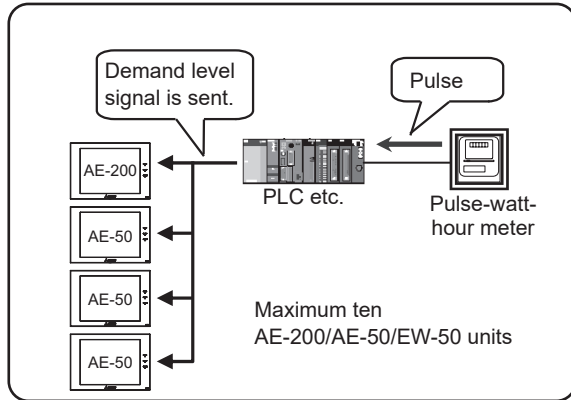 Demand level
signal is sent.
Pulse
AE-200
PLC etc.
Pulse-watt-
hour meter
AE-50
AE-50
AE-50
Maximum ten
AE-200/AE-50/EW-50 units